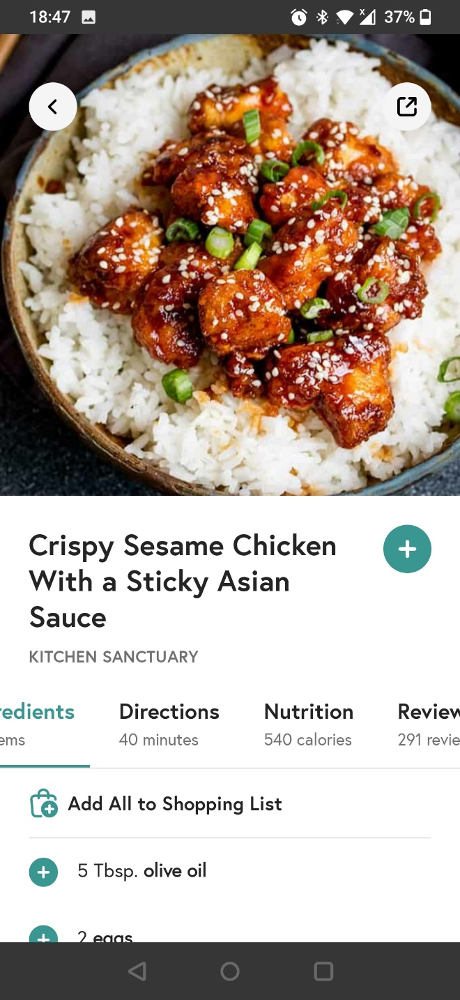 18:47 37%
Crispy Sesame Chicken
With a Sticky Asian
Sauce
KITCHEN SANCTUARY
redients Directions Nutrition Review
ems 40 minutes 540 calories 291 revie
Add All to Shopping List
5 Tbsp. olive oil
2 eggs